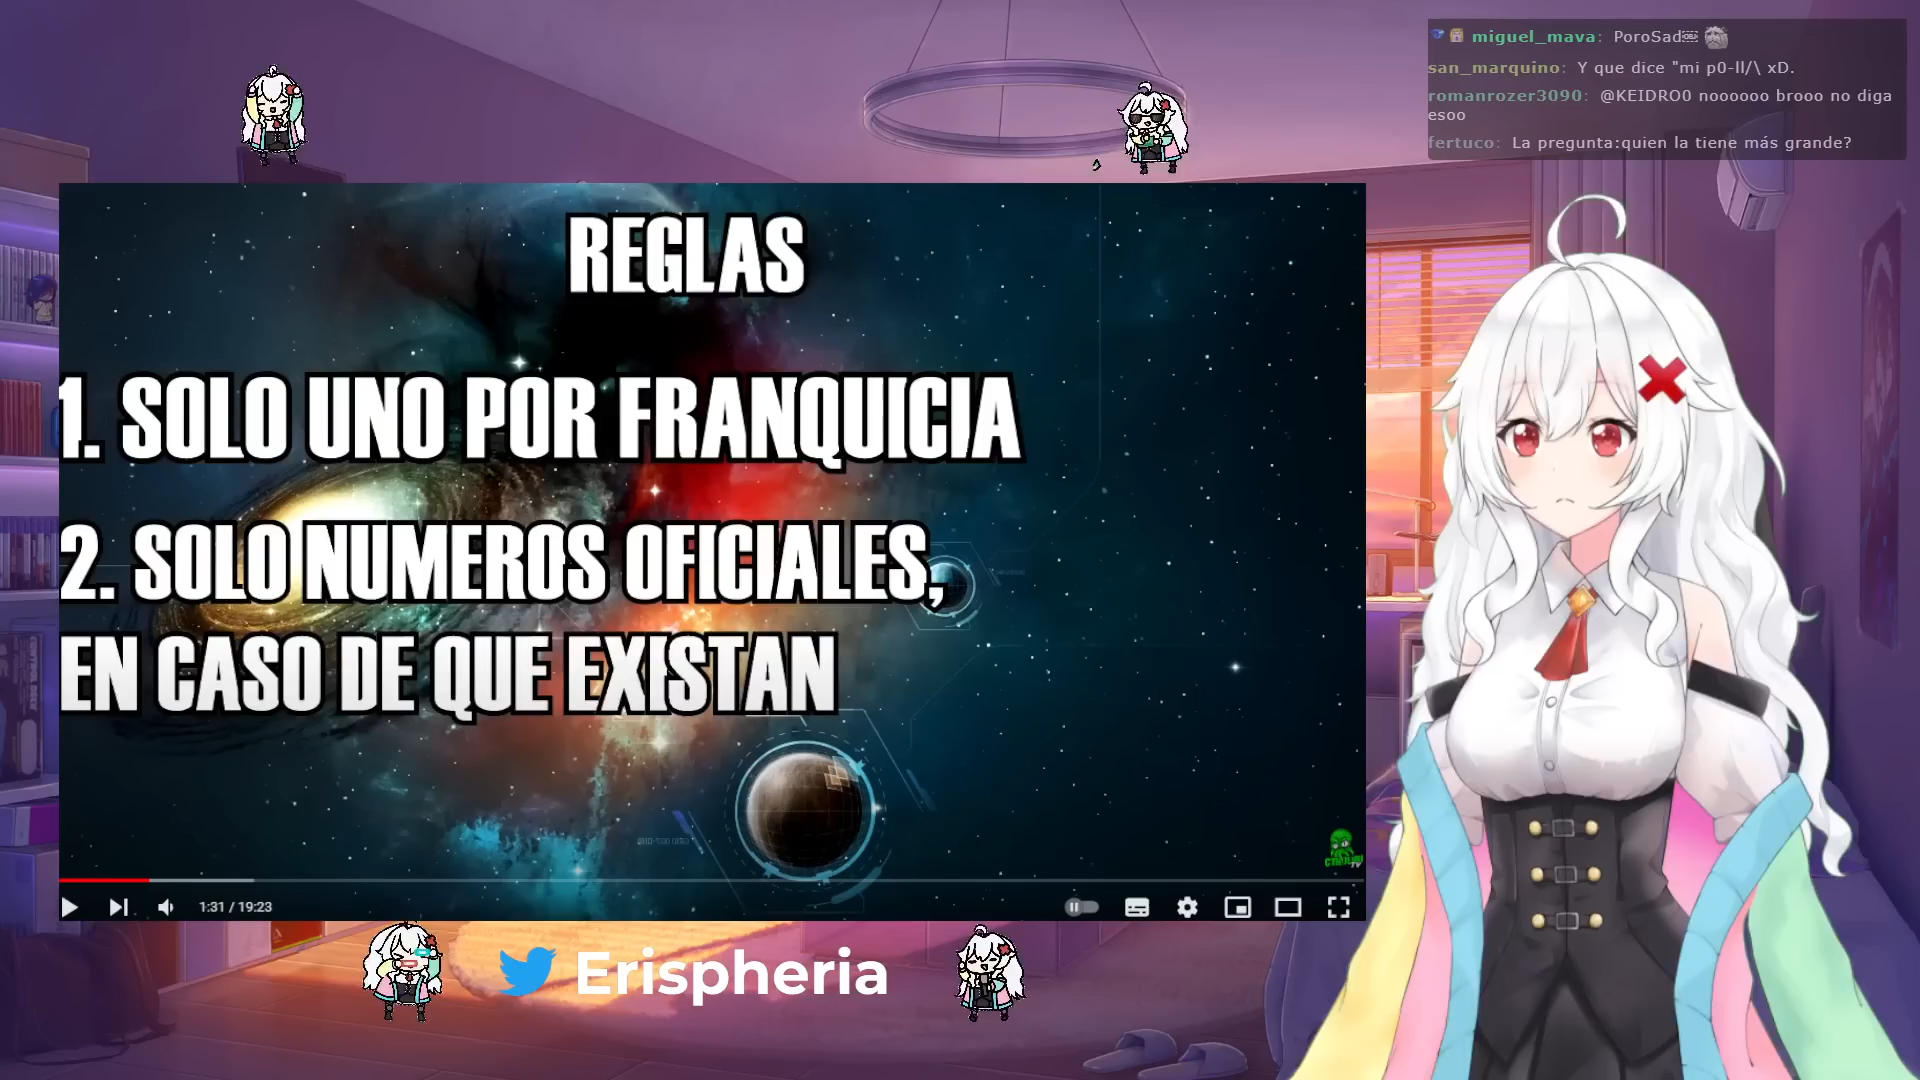 miguel_mava: PoroSad
san_marquino: Y que dice "mi p0-ll/\ xD.
romanrozer3090: @KEIDRO0 noooooo brooo no diga
esoo
fertuco: La pregunta:quien la tiene más grande?
REGLAS
1. SOLO UNO POR FRANQUICIA
2. SOLO NUMEROS OFICIALES,
EN CASO DE QUE EXISTAN
CTHULHU
TV
1:31 / 19:23
Erispheria